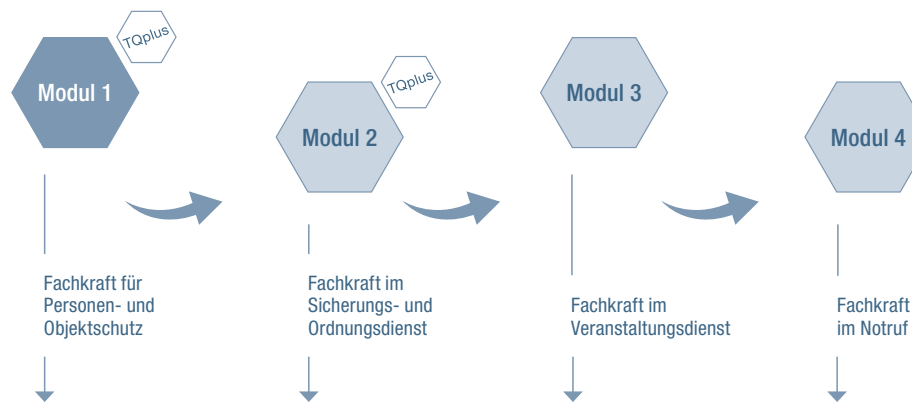 Modul 1
TQplus
Modul 2
TQplus
Modul 3
Modul 4
Fachkraft für
Personen- und
Objektschutz
Fachkraft im
Sicherungs- und
Ordnungsdienst
Fachkraft im
Veranstaltungsdienst
Fachkraft
im Notruf